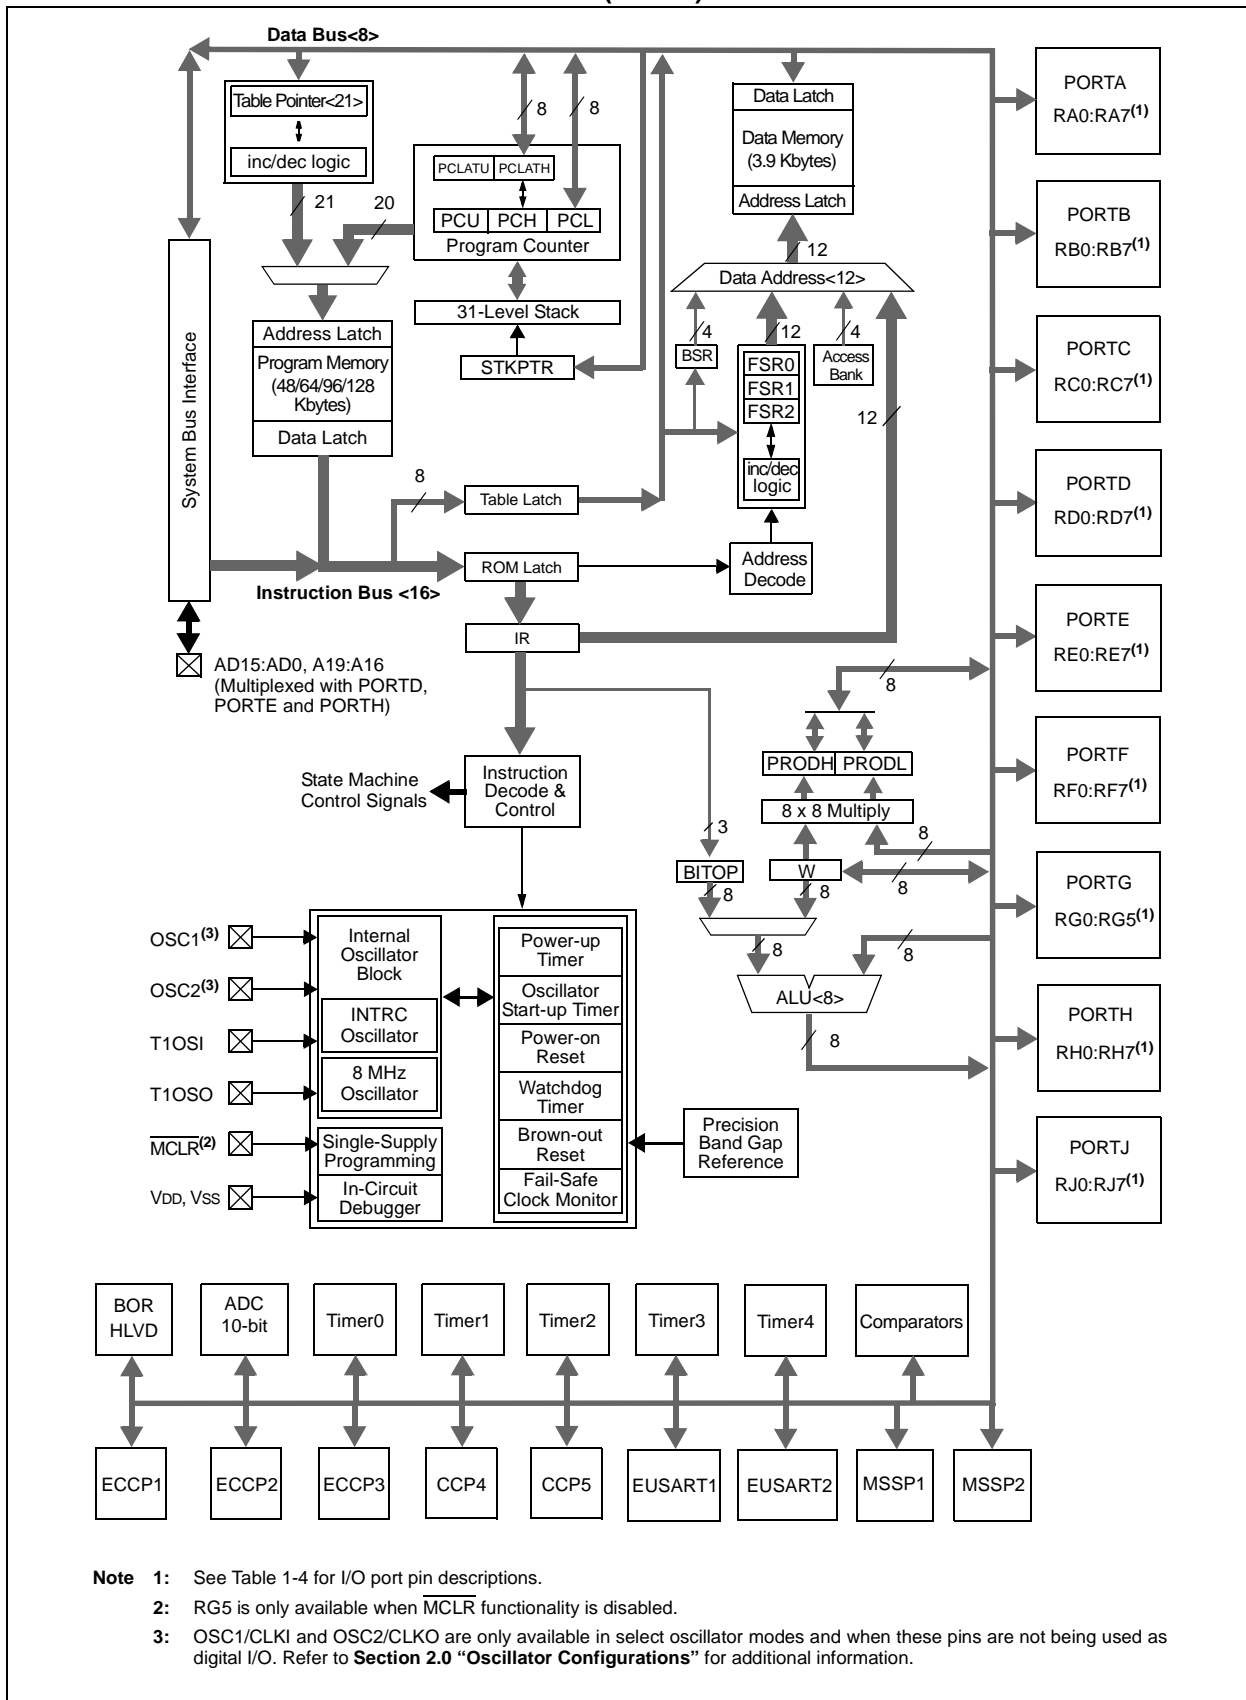 Data Bus<8>
Table Pointer<21>
inc/dec logic
21
20
8
8
PCLATU PCLATH
PCU PCH PCL
Program Counter
31-Level Stack
STKPTR
Data Latch
Data Memory
(3.9 Kbytes)
Address Latch
12
Data Address<12>
4
12
4
BSR
FSR0
FSR1
FSR2
inc/dec
logic
Access
Bank
12
Address
Decode
System Bus Interface
Address Latch
Program Memory
(48/64/96/128
Kbytes)
Data Latch
8
Table Latch
ROM Latch
Instruction Bus <16>
IR
AD15:AD0, A19:A16
(Multiplexed with PORTD,
PORTE and PORTH)
State Machine
Control Signals
Instruction
Decode &
Control
8
PRODH PRODL
8 x 8 Multiply
3
8
BITOP
W
8
8
8
8
8
ALU<8>
8
OSC1(3)
OSC2(3)
T1OSI
T1OSO
MCLR(2)
VDD, VSS
Internal
Oscillator
Block
INTRC
Oscillator
8 MHz
Oscillator
Single-Supply
Programming
In-Circuit
Debugger
Power-up
Timer
Oscillator
Start-up Timer
Power-on
Reset
Watchdog
Timer
Brown-out
Reset
Fail-Safe
Clock Monitor
Precision
Band Gap
Reference
PORTA
RA0:RA7(1)
PORTB
RB0:RB7(1)
PORTC
RC0:RC7(1)
PORTD
RD0:RD7(1)
PORTE
RE0:RE7(1)
PORTF
RF0:RF7(1)
PORTG
RG0:RG5(1)
PORTH
RH0:RH7(1)
PORTJ
RJ0:RJ7(1)
BOR
HLVD
ADC
10-bit
Timer0
Timer1
Timer2
Timer3
Timer4
Comparators
ECCP1
ECCP2
ECCP3
CCP4
CCP5
EUSART1
EUSART2
MSSP1
MSSP2
Note 1: See Table 1-4 for I/O port pin descriptions.
2: RG5 is only available when MCLR functionality is disabled.
3: OSC1/CLKI and OSC2/CLKO are only available in select oscillator modes and when these pins are not being used as
digital I/O. Refer to Section 2.0 “Oscillator Configurations” for additional information.